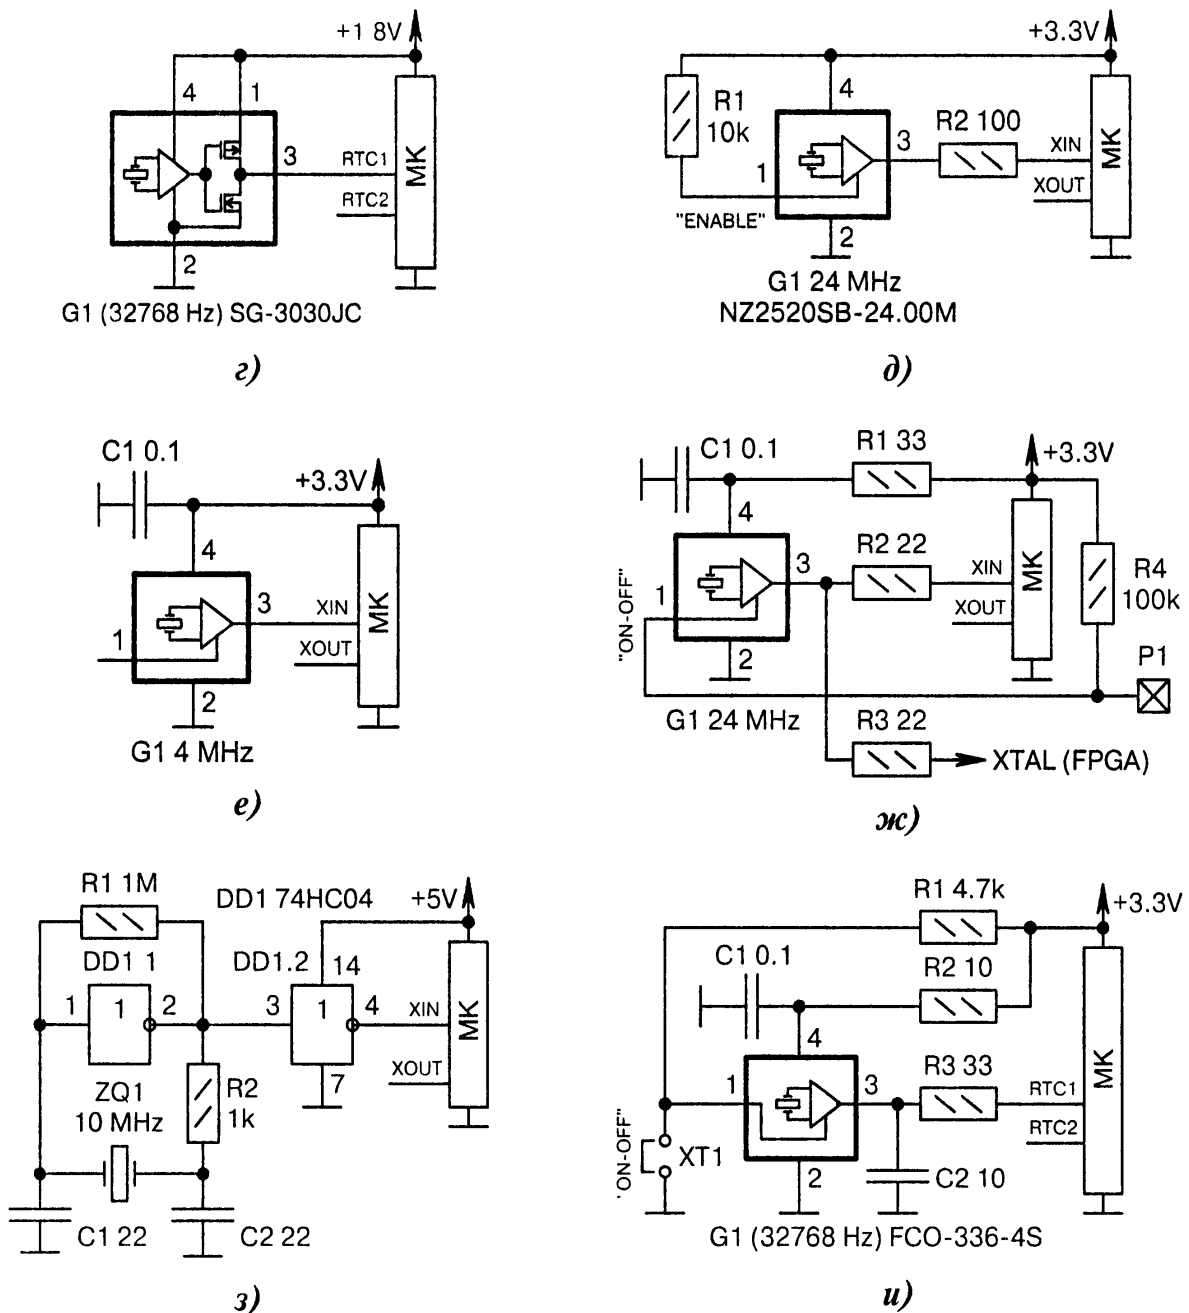 +1 8V
4
1
3
RTC1
RTC2
MK
2
G1 (32768 Hz) SG-3030JC
г)
+3.3V
R1
10k
4
3
R2 100
XIN
XOUT
MK
1
"ENABLE"
2
G1 24 MHz
NZ2520SB-24.00M
д)
C1 0.1
+3.3V
4
3
XIN
XOUT
MK
1
2
G1 4 MHz
е)
C1 0.1
R1 33
+3.3V
4
3
R2 22
XIN
XOUT
MK
R4
100k
"ON-OFF"
1
2
P1
G1 24 MHz
R3 22
XTAL (FPGA)
ж)
R1 1M
DD1 74HC04
+5V
DD1 1
DD1.2
14
1
1
2
3
1
4
XIN
XOUT
MK
7
ZQ1
10 MHz
R2
1k
C1 22
C2 22
з)
R1 4.7k
+3.3V
C1 0.1
R2 10
4
1
3
R3 33
RTC1
RTC2
MK
'ON-OFF"
XT1
2
C2 10
G1 (32768 Hz) FCO-336-4S
и)